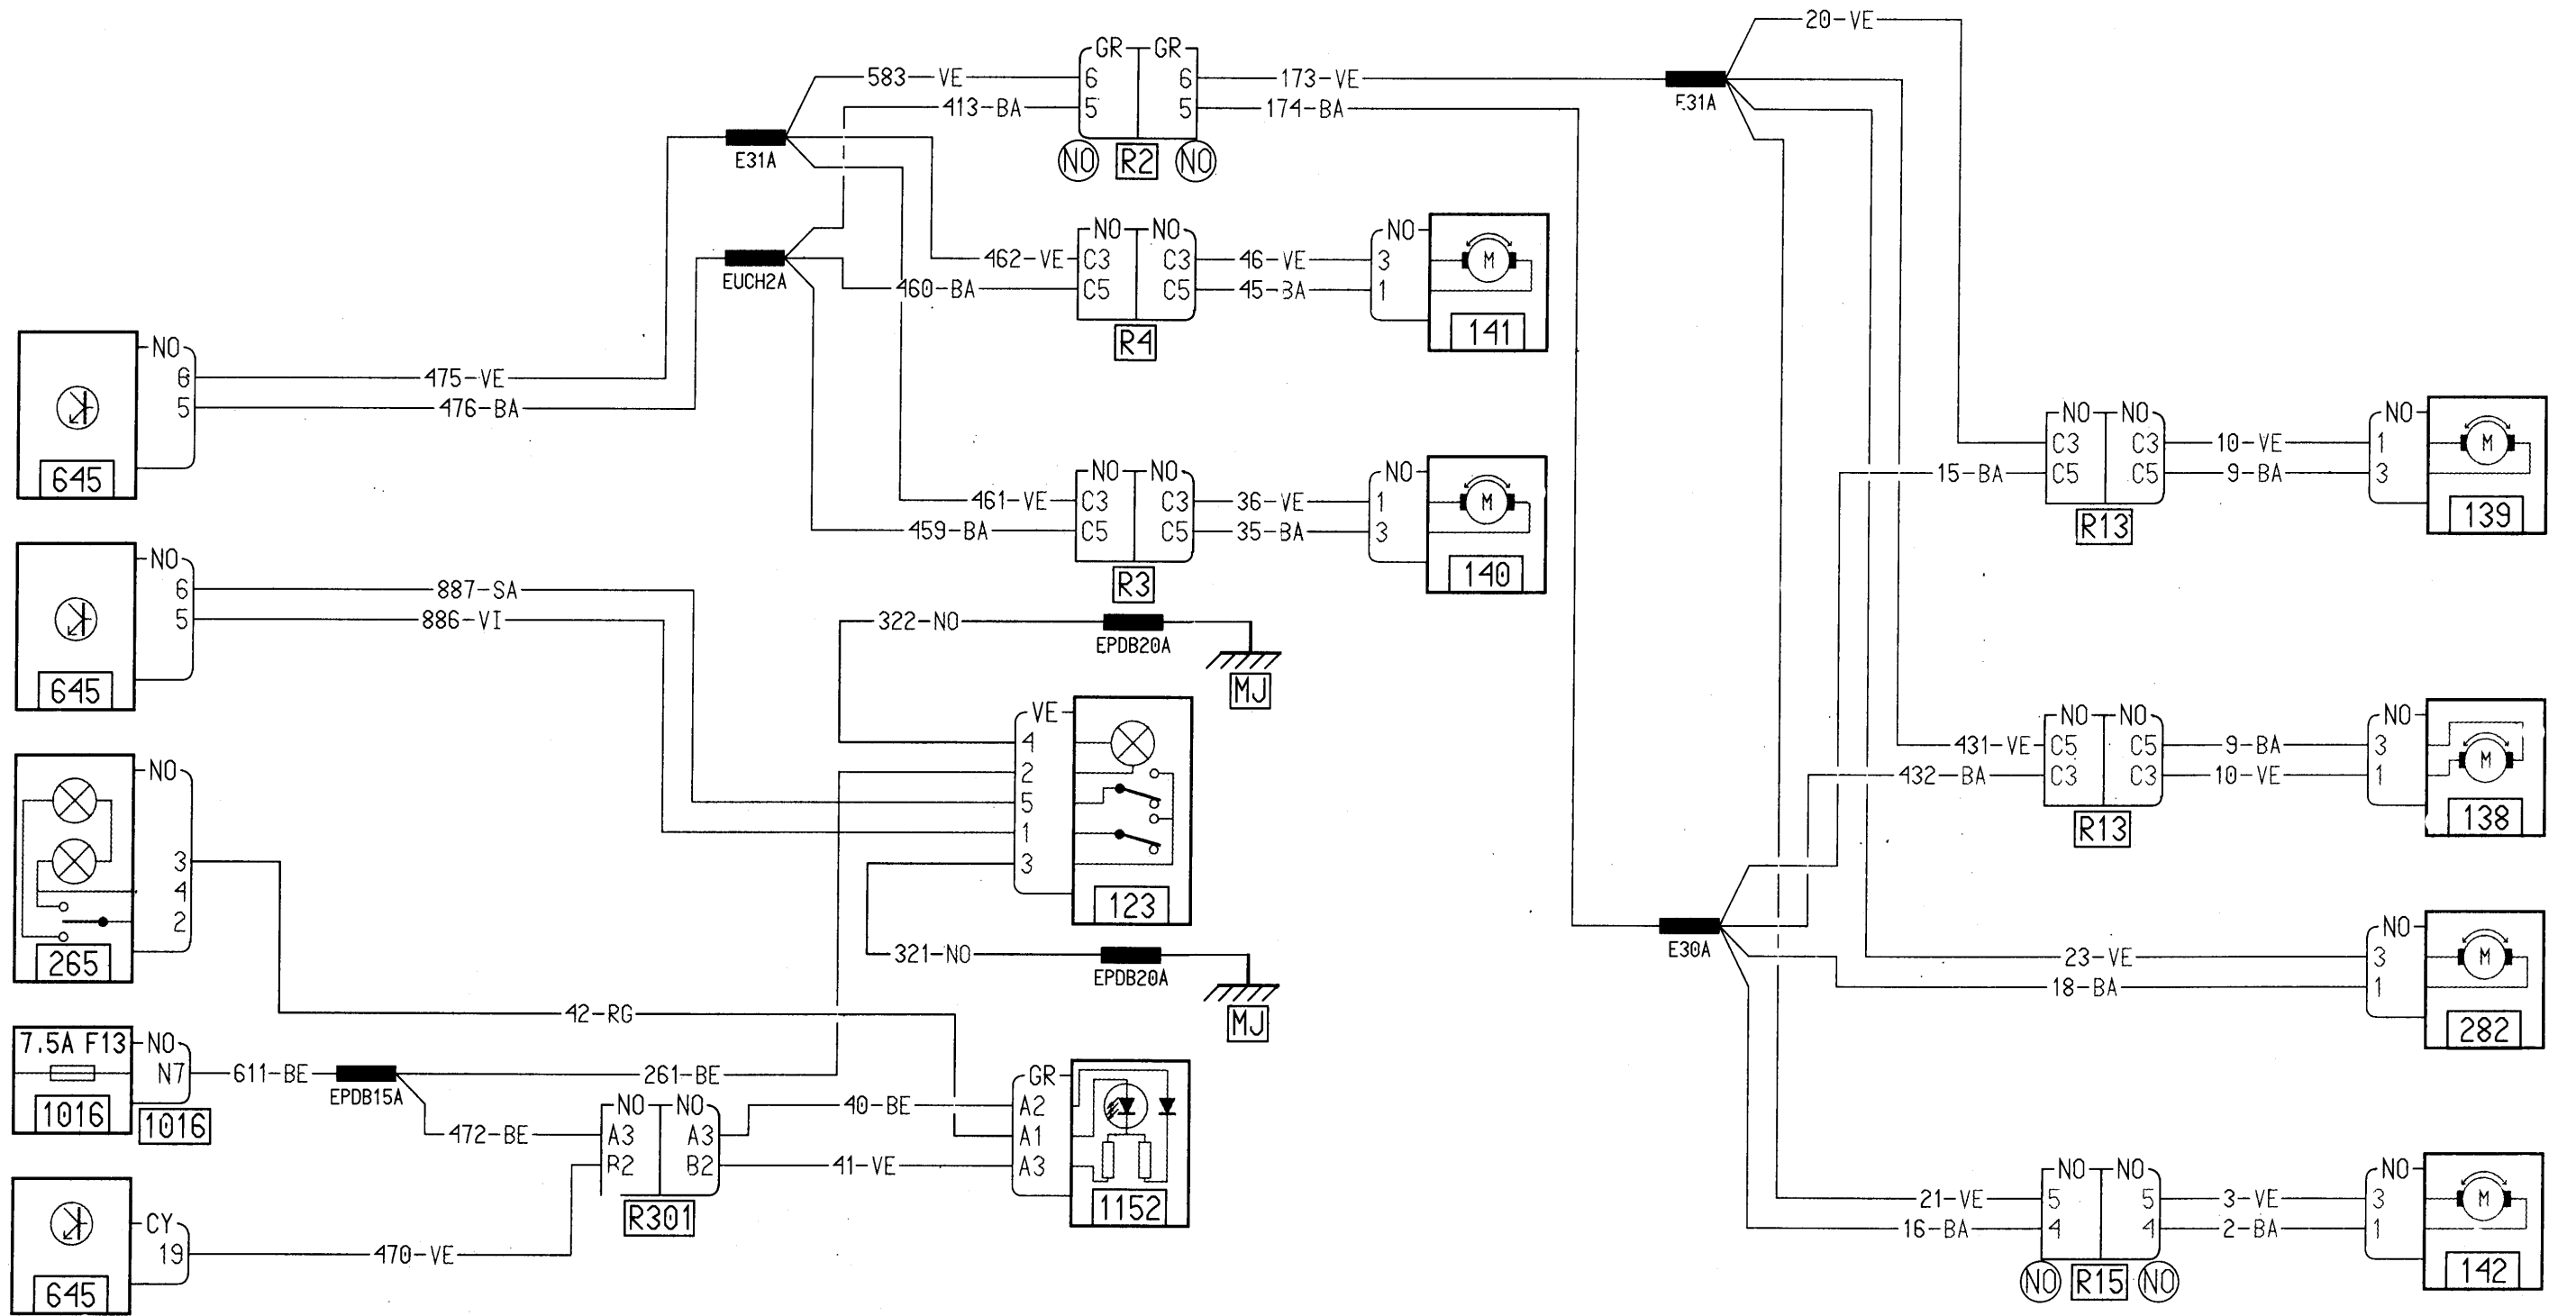 20-VE
GR GR
583-VE 6 6 173-VE
413-BA 5 5 174-BA
E31A
E31A
NO R2 NO
NO NO NO
462-VE C3 C3 46-VE 3 M
EUCH2A
460-BA C5 C5 45-BA 1
R4 141
NO
6 475-VE
5 476-BA
645
NO NO NO
C3 C3 10-VE 1 M
15-BA C5 C5 9-BA 3
R13 139
NO NO NO
461-VE C3 C3 36-VE 1 M
459-BA C5 C5 35-BA 3
R3 140
NO
6 887-SA
5 886-VI
645
322-NO
EPDB20A
MJ
VE
4
2
5
1
3
123
NO NO NO
431-VE C5 C5 9-BA 3 M
432-BA C3 C3 10-VE 1
R13 138
NO
3
4
2
265
321-NO
EPDB20A
MJ
E30A
NO
23-VE 3 M
18-BA 1
282
42-RG
7.5A F13 NO
N7 611-BE
EPDB15A
261-BE
1016 1016
GR
NO NO 40-BE A2
472-BE A3 A3 A1
B2 41-VE A3
R301 1152
CY
19 470-VE
645
NO NO NO
21-VE 5 5 3-VE 3 M
16-BA 4 4 2-BA 1
NO R15 NO 142